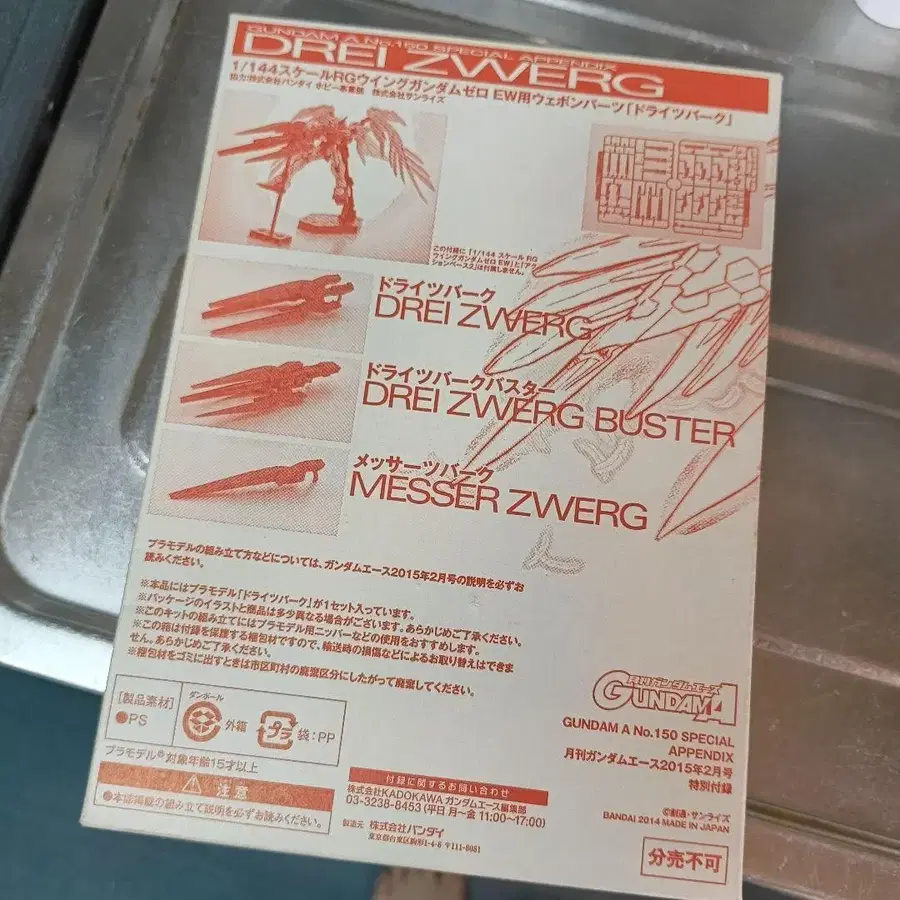 GUNDAM A No.150 SPECIAL APPENDIX
DREI ZWERG
1/144スケールRGウイングガンダムゼロ EW用ウェポンパーツ「ドライツバーク」
協力:株式会社バンダイ ホビー事業部 株式会社サンライズ
この付録に「1/144 スケール RG
ウイングガンダムゼロ EW」と「アク
ションベース2」は付属しません。
ドライツバーク
DREI ZWERG
ドライツバークバスター
DREI ZWERG BUSTER
メッサーツバーク
MESSER ZWERG
プラモデルの組み立て方などについては、ガンダムエース2015年2月号の説明を必ずお
読みください。
※本品にはプラモデル「ドライツバーク」が1セット入っています。
※パッケージのイラストと商品は多少異なる場合がございます。あらかじめご了承ください。
※このキットの組み立てにはプラモデル用ニッパーなどの使用をおすすめします。
※この箱は付録を保護する梱包材ですので、輸送時の損傷などによるお取り替えはできま
せん。あらかじめご了承ください。
※梱包材をゴミに出すときは市区町村の廃棄区分にしたがって廃棄してください。
[製品素材]
●PS
ダンボール
外箱
プラ
袋:PP
プラモデル®対象年齢15才以上
注意
●本誌掲載の組み立て説明を必ずお読みください。
付録に関するお問い合わせ
株式会社KADOKAWA ガンダムエース編集部
03-3238-8453 (平日 月~金 11:00~17:00)
製造元 株式会社バンダイ
東京都台東区駒形1-4-8 〒111-8081
月刊ガンダムエース
GUNDAM A
GUNDAM A No.150 SPECIAL
APPENDIX
月刊ガンダムエース2015年2月号
特別付録
©創通・サンライズ
BANDAI 2014 MADE IN JAPAN
分売不可